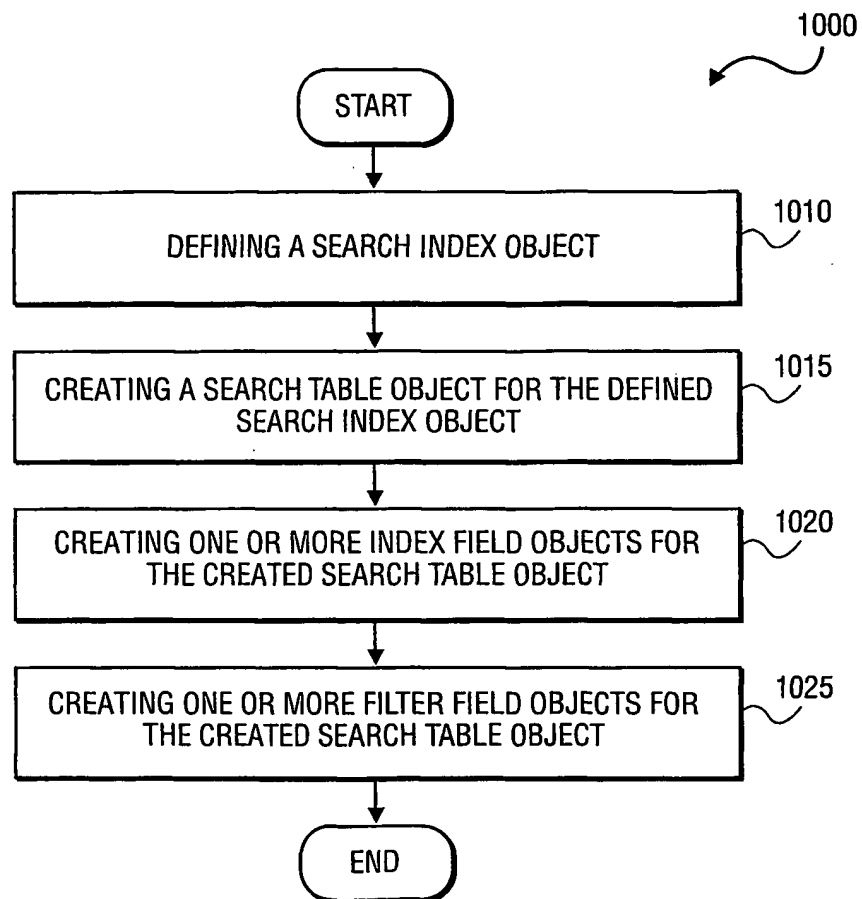 1000
START
DEFINING A SEARCH INDEX OBJECT
1010
CREATING A SEARCH TABLE OBJECT FOR THE DEFINED
SEARCH INDEX OBJECT
1015
CREATING ONE OR MORE INDEX FIELD OBJECTS FOR
THE CREATED SEARCH TABLE OBJECT
1020
CREATING ONE OR MORE FILTER FIELD OBJECTS FOR
THE CREATED SEARCH TABLE OBJECT
1025
END